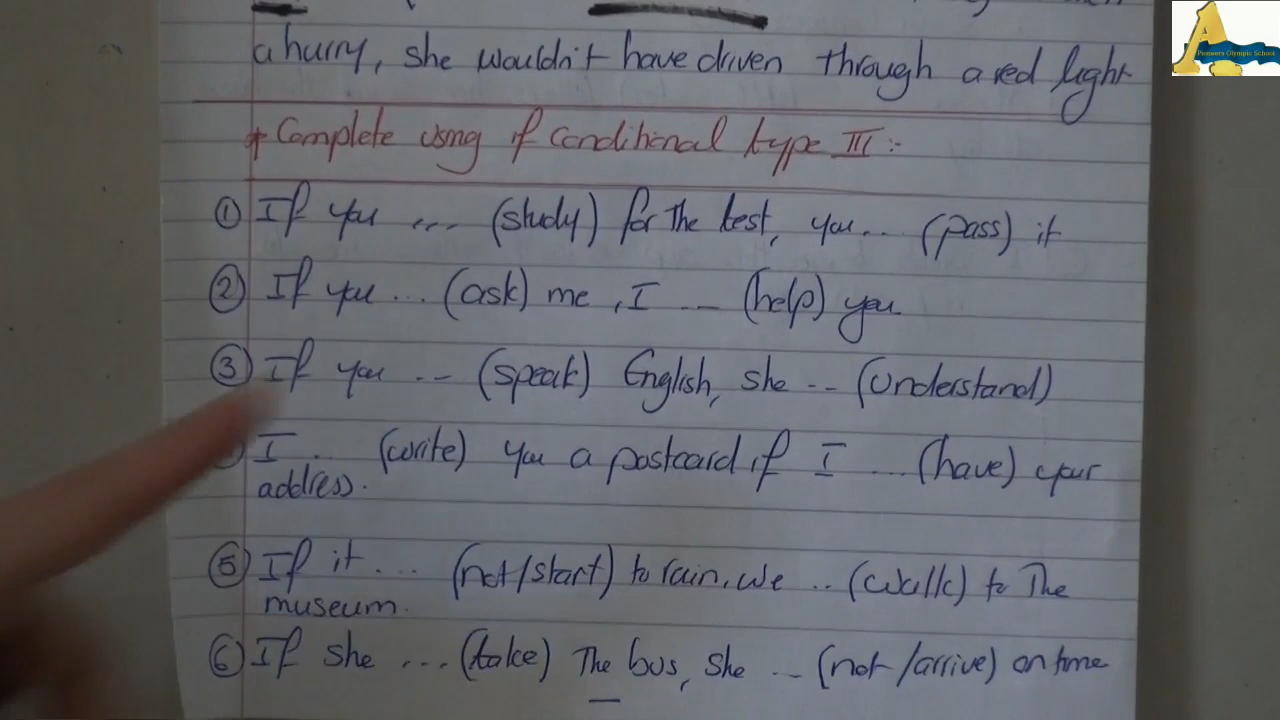 a hurry, she wouldn't have driven through a red light
* Complete using if conditional type III :-
① If you ... (study) for the test, you... (pass) it
② If you ... (ask) me, I ... (help) you
③ If you ... (speak) English, she ... (understand)
I ... (write) you a postcard if I ... (have) your
address.
⑤ If it ... (not/start) to rain, we ... (walk) to The
museum.
⑥ If she ... (take) The bus, she ... (not/arrive) on time
A
Pioneers Olympic School